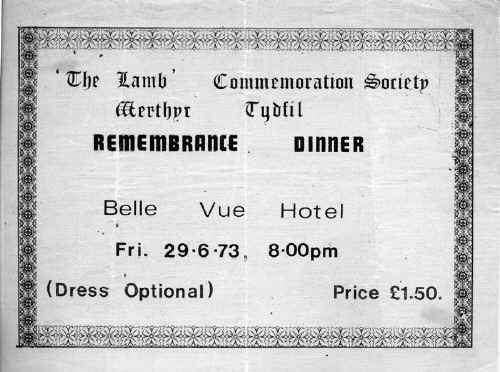 'The Lamb' Commemoration Society
Merthyr Tydfil
REMEMBRANCE DINNER
Belle Vue Hotel
Fri. 29·6·73, 8·00pm
(Dress Optional) Price £1.50.